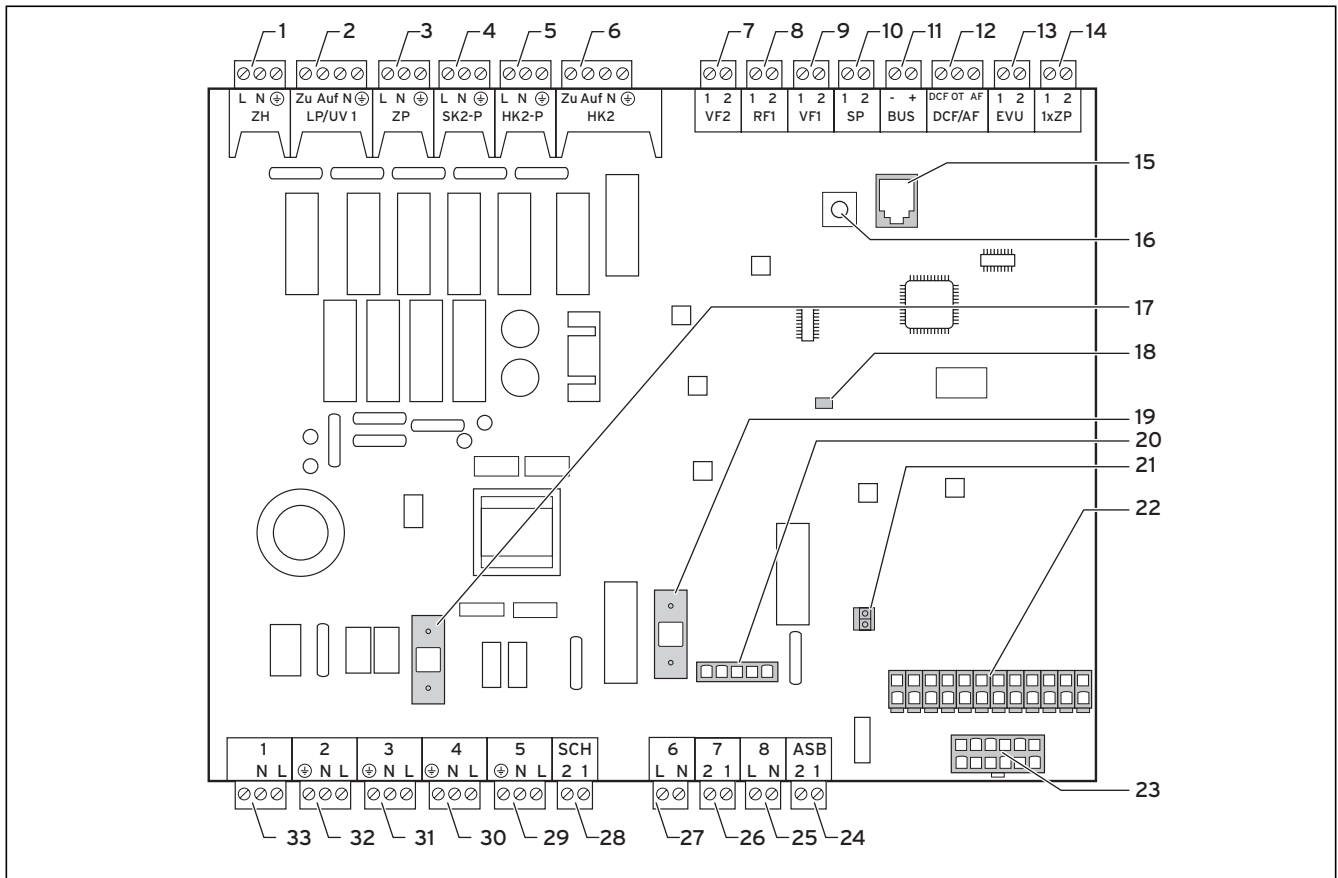 1 2 3 4 5 6 7 8 9 10 11 12 13 14
L N ⏚ Zu Auf N ⏚ L N ⏚ L N ⏚ L N ⏚ Zu Auf N ⏚ 1 2 1 2 1 2 1 2 - + DCF OT AF 1 2 1 2
ZH LP/UV 1 ZP SK2-P HK2-P HK2 VF2 RF1 VF1 SP BUS DCF/AF EVU 1xZP
15
16
17
18
19
20
21
22
1 2 3 4 5 SCH 6 7 8 ASB
N L ⏚ N L ⏚ N L ⏚ N L ⏚ N L 2 1 L N 2 1 L N 2 1
23
33 32 31 30 29 28 27 26 25 24